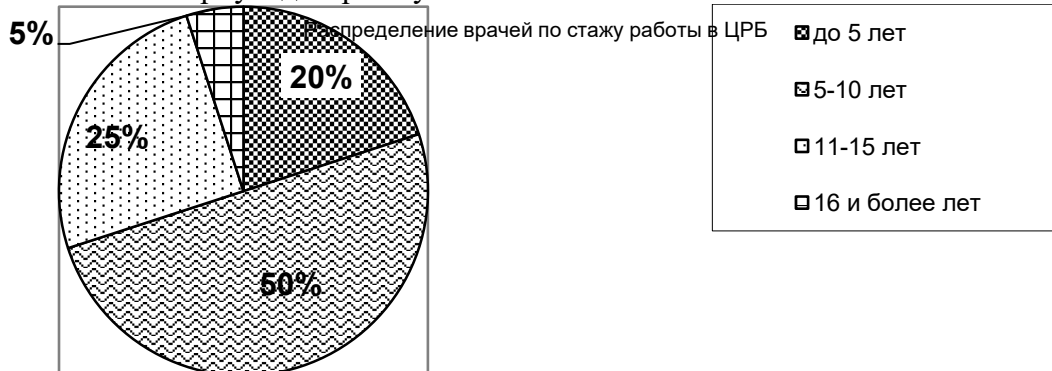 Распределение врачей по стажу работы в ЦРБ
5%
20%
25%
50%
до 5 лет
5-10 лет
11-15 лет
16 и более лет